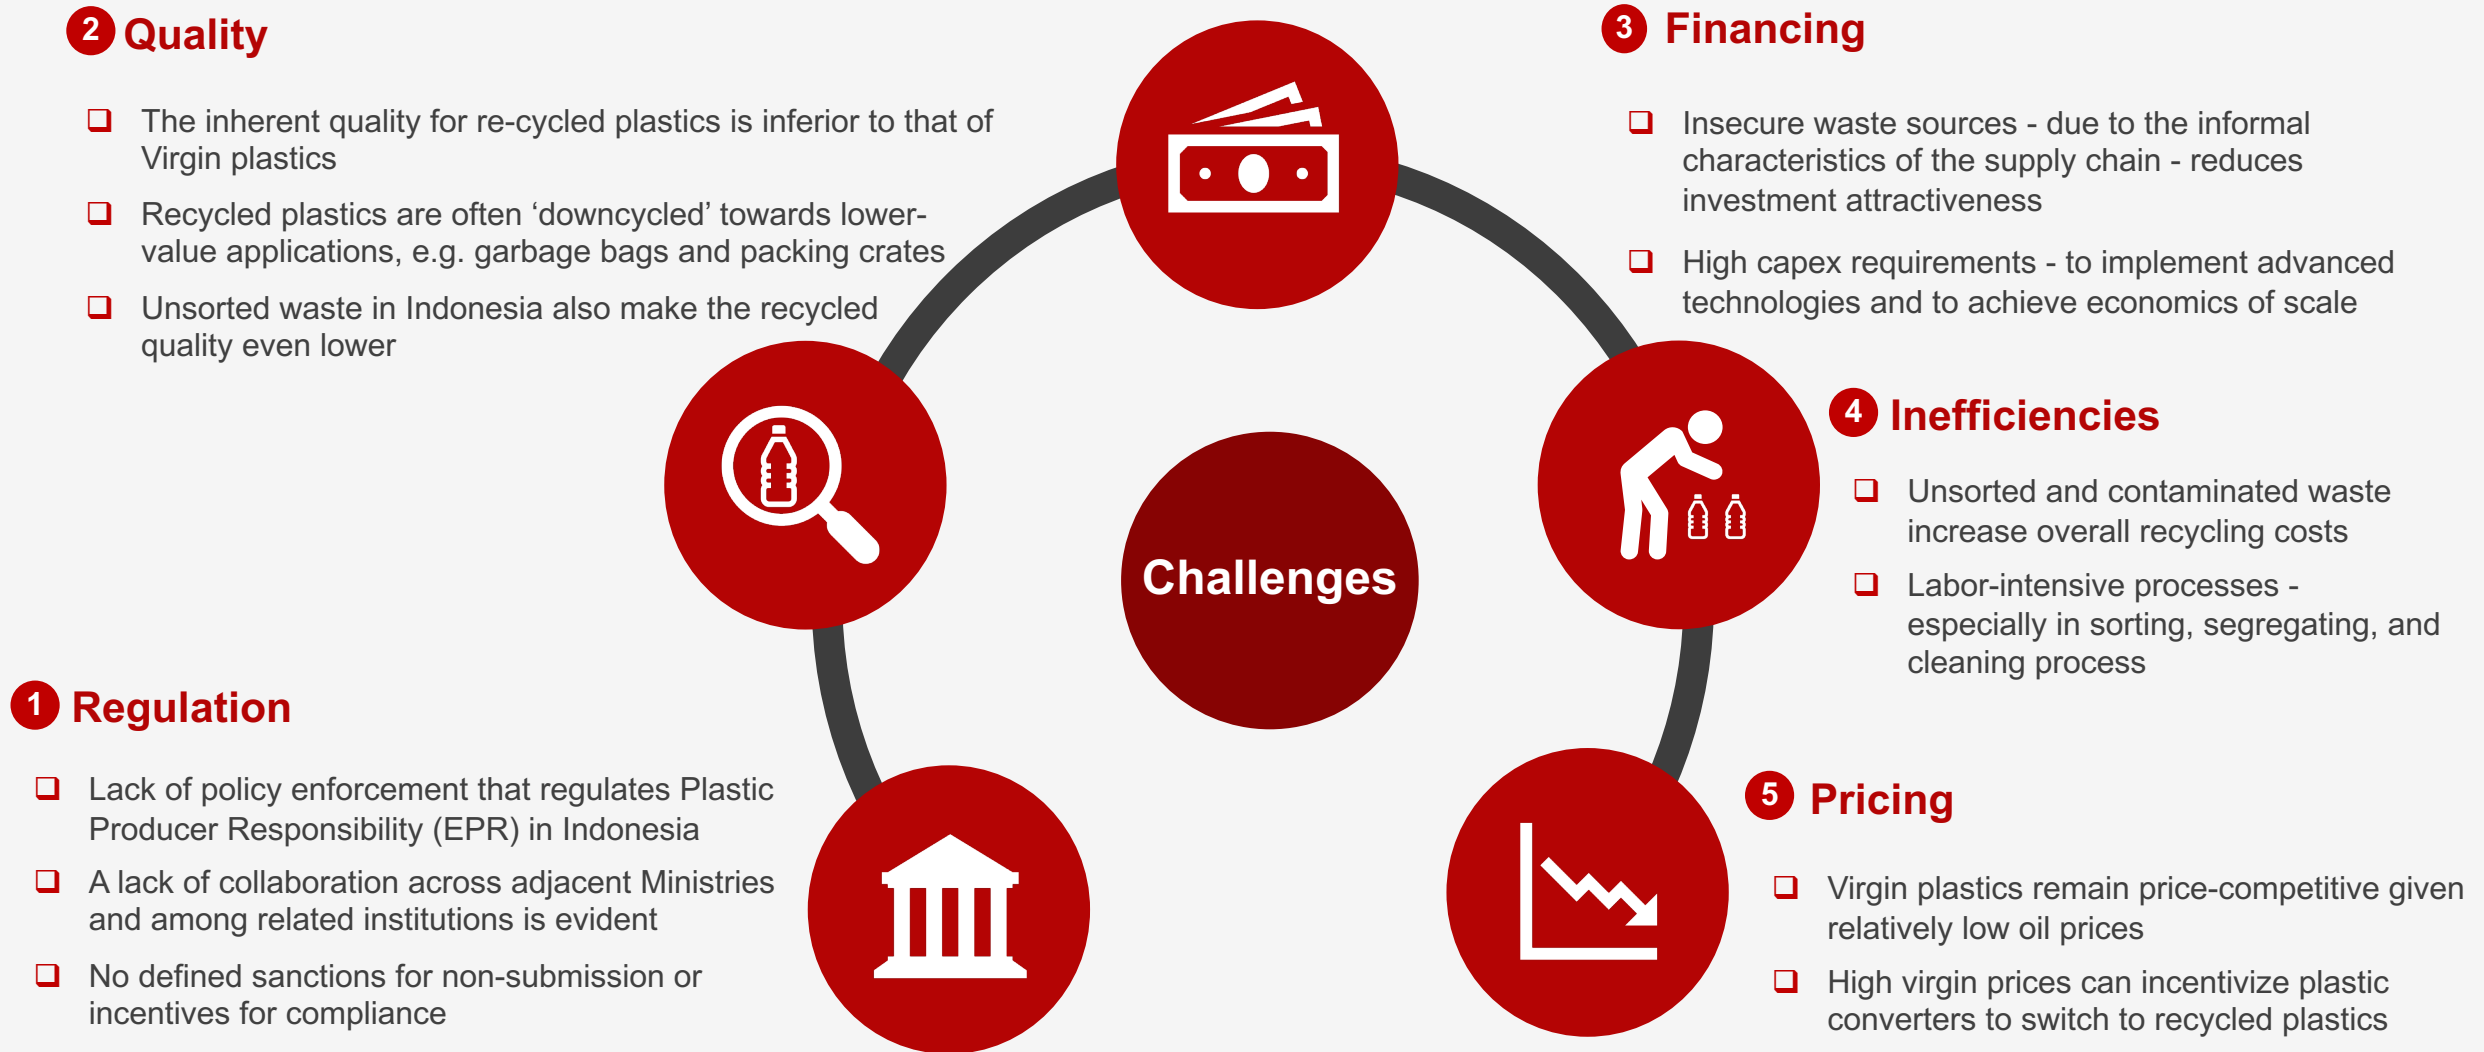 2 Quality
The inherent quality for re-cycled plastics is inferior to that of
Virgin plastics
Recycled plastics are often ‘downcycled’ towards lower-
value applications, e.g. garbage bags and packing crates
Unsorted waste in Indonesia also make the recycled
quality even lower
3 Financing
Insecure waste sources - due to the informal
characteristics of the supply chain - reduces
investment attractiveness
High capex requirements - to implement advanced
technologies and to achieve economics of scale
4 Inefficiencies
Unsorted and contaminated waste
increase overall recycling costs
Labor-intensive processes -
especially in sorting, segregating, and
cleaning process
Challenges
1 Regulation
Lack of policy enforcement that regulates Plastic
Producer Responsibility (EPR) in Indonesia
A lack of collaboration across adjacent Ministries
and among related institutions is evident
No defined sanctions for non-submission or
incentives for compliance
5 Pricing
Virgin plastics remain price-competitive given
relatively low oil prices
High virgin prices can incentivize plastic
converters to switch to recycled plastics